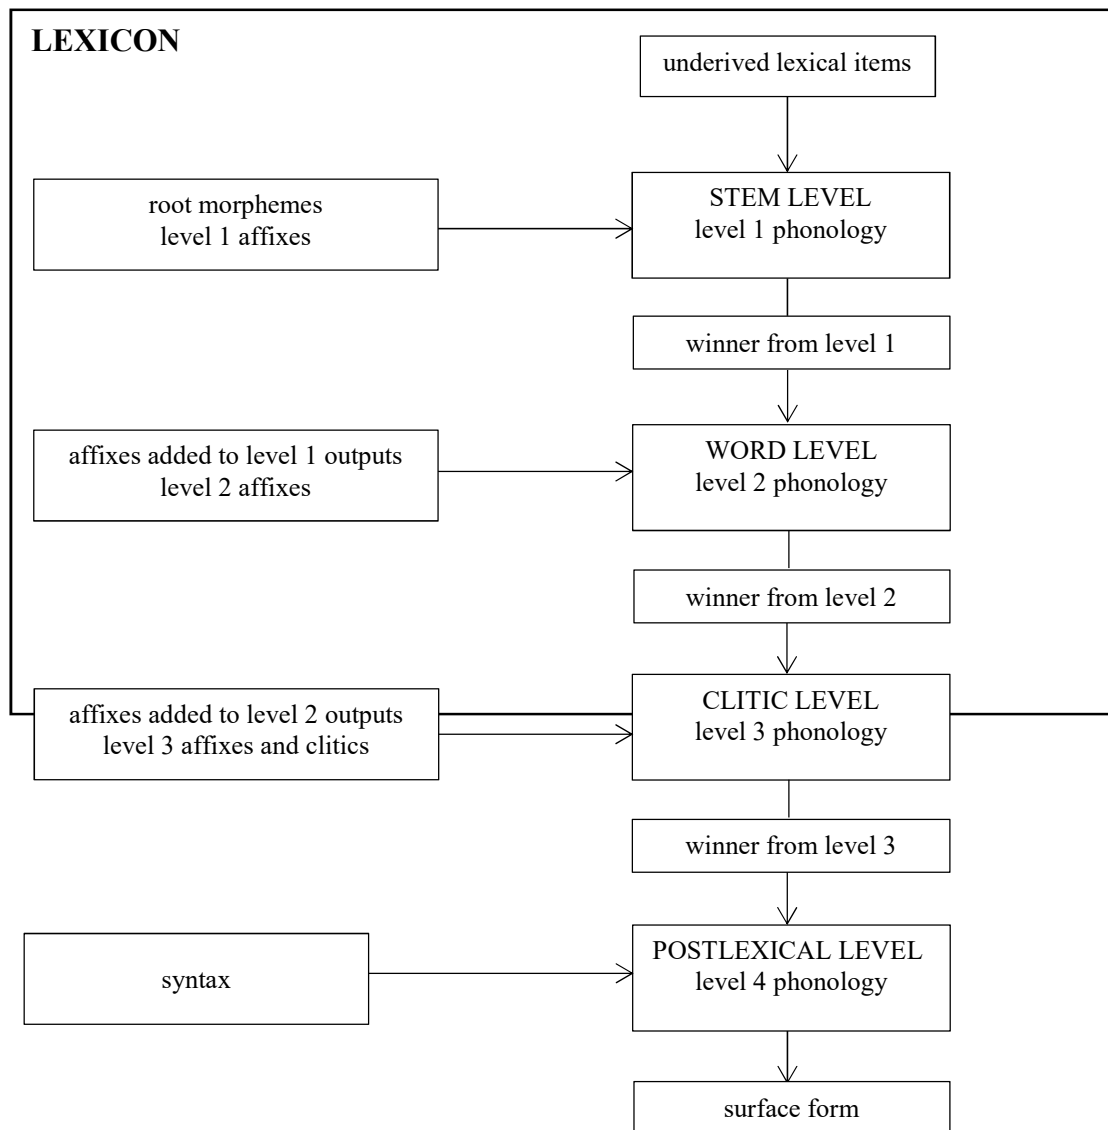 LEXICON
underived lexical items
root morphemes
level 1 affixes
STEM LEVEL
level 1 phonology
winner from level 1
affixes added to level 1 outputs
level 2 affixes
WORD LEVEL
level 2 phonology
winner from level 2
affixes added to level 2 outputs
level 3 affixes and clitics
CLITIC LEVEL
level 3 phonology
winner from level 3
syntax
POSTLEXICAL LEVEL
level 4 phonology
surface form